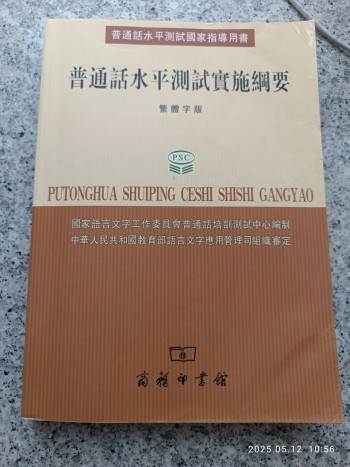 普通話水平測試國家指導用書
普通話水平測試實施綱要
繁體字版
PSC
PUTONGHUA SHUIPING CESHI SHISHI GANGYAO
國家語言文字工作委員會普通話培訓測試中心編制
中華人民共和國教育部語言文字應用管理司組織審定
商務印書館
2025.05.12 10:56